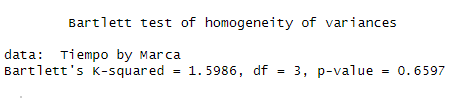 Bartlett test of homogeneity of variances
data: Tiempo by Marca
Bartlett's K-squared = 1.5986, df = 3, p-value = 0.6597